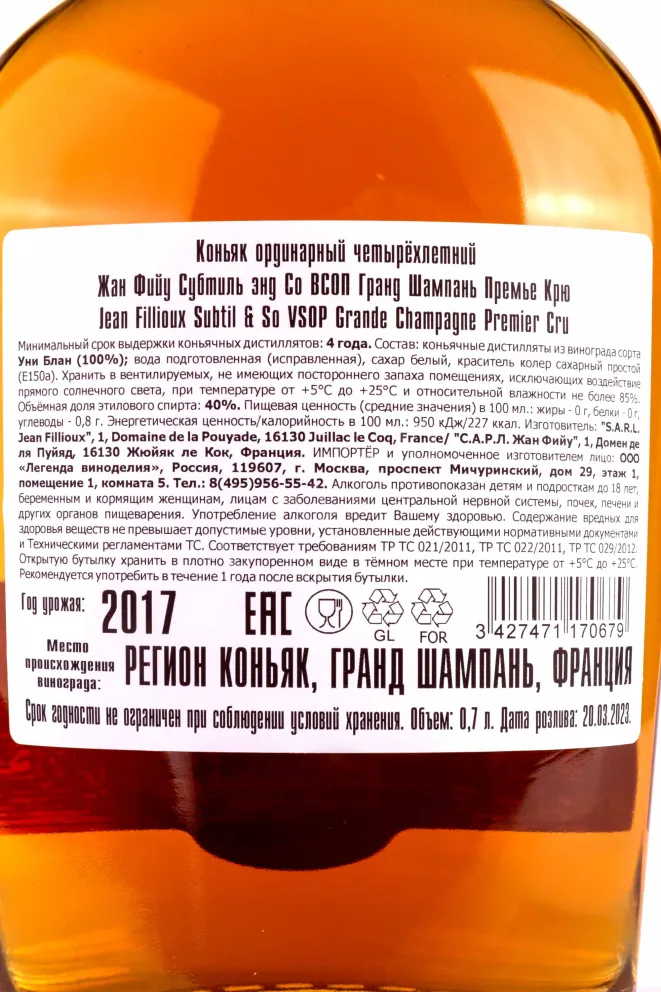 Коньяк ординарный четырёхлетний
Жан Фийу Субтиль энд Со ВСОП Гранд Шампань Премье Крю
Jean Fillioux Subtil & So VSOP Grande Champagne Premier Cru
Минимальный срок выдержки коньячных дистиллятов: 4 года. Состав: коньячные дистилляты из винограда сорта
Уни Блан (100%); вода подготовленная (исправленная), сахар белый, краситель колер сахарный простой
(Е150а). Хранить в вентилируемых, не имеющих постороннего запаха помещениях, исключающих воздействие
прямого солнечного света, при температуре от +5°С до +25°С и относительной влажности не более 85%.
Объёмная доля этилового спирта: 40%. Пищевая ценность (средние значения) в 100 мл.: жиры - 0 г, белки - 0 г,
углеводы - 0,8 г. Энергетическая ценность/калорийность в 100 мл.: 950 кДж/227 ккал. Изготовитель: "S.A.R.L.
Jean Fillioux", 1, Domaine de la Pouyade, 16130 Juillac le Coq, France/ "С.А.Р.Л. Жан Фийу", 1, Домен де
ля Пуйяд, 16130 Жюйяк ле Кок, Франция. ИМПОРТЁР и уполномоченное изготовителем лицо: ООО
«Легенда виноделия», Россия, 119607, г. Москва, проспект Мичуринский, дом 29, этаж 1,
помещение 1, комната 5. Тел.: 8(495)956-55-42. Алкоголь противопоказан детям и подросткам до 18 лет,
беременным и кормящим женщинам, лицам с заболеваниями центральной нервной системы, почек, печени и
других органов пищеварения. Употребление алкоголя вредит Вашему здоровью. Содержание вредных для
здоровья веществ не превышает допустимые уровни, установленные действующими нормативными документами
и Техническими регламентами ТС. Соответствует требованиям ТР ТС 021/2011, ТР ТС 022/2011, ТР ТС 029/2012.
Открытую бутылку хранить в плотно закупоренном виде в тёмном месте при температуре от +5°С до +25°С.
Рекомендуется употребить в течение 1 года после вскрытия бутылки.
Год урожая: 2017 EAC
GL FOR
3 427471 170679
Место
происхождения
винограда: РЕГИОН КОНЬЯК, ГРАНД ШАМПАНЬ, ФРАНЦИЯ
Срок годности не ограничен при соблюдении условий хранения. Объем: 0,7 л. Дата розлива: 20.03.2023.